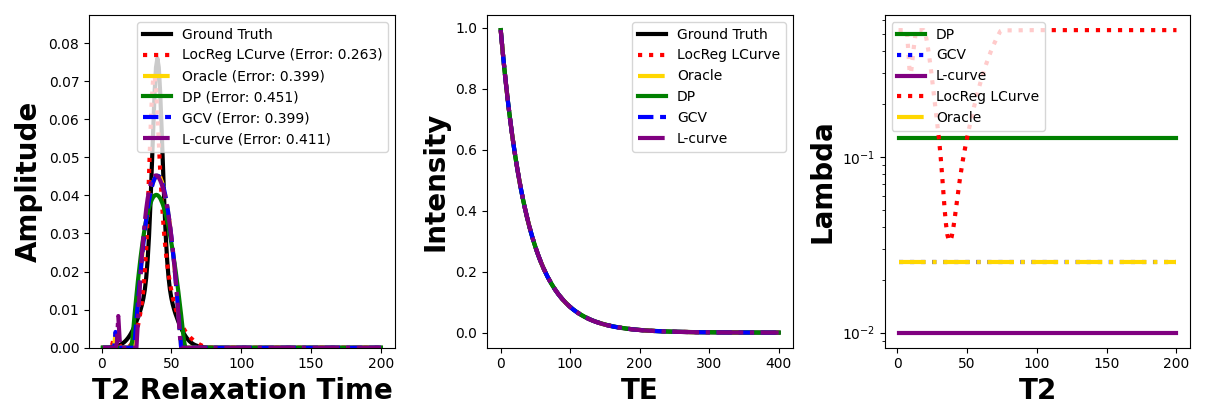 Amplitude
0.08
0.07
0.06
0.05
0.04
0.03
0.02
0.01
0.00
Ground Truth
LocReg LCurve (Error: 0.263)
Oracle (Error: 0.399)
DP (Error: 0.451)
GCV (Error: 0.399)
L-curve (Error: 0.411)
0 50 100 150 200
T2 Relaxation Time
Intensity
1.0
0.8
0.6
0.4
0.2
0.0
Ground Truth
LocReg LCurve
Oracle
DP
GCV
L-curve
0 100 200 300 400
TE
Lambda
10⁻¹
10⁻²
DP
GCV
L-curve
LocReg LCurve
Oracle
0 50 100 150 200
T2